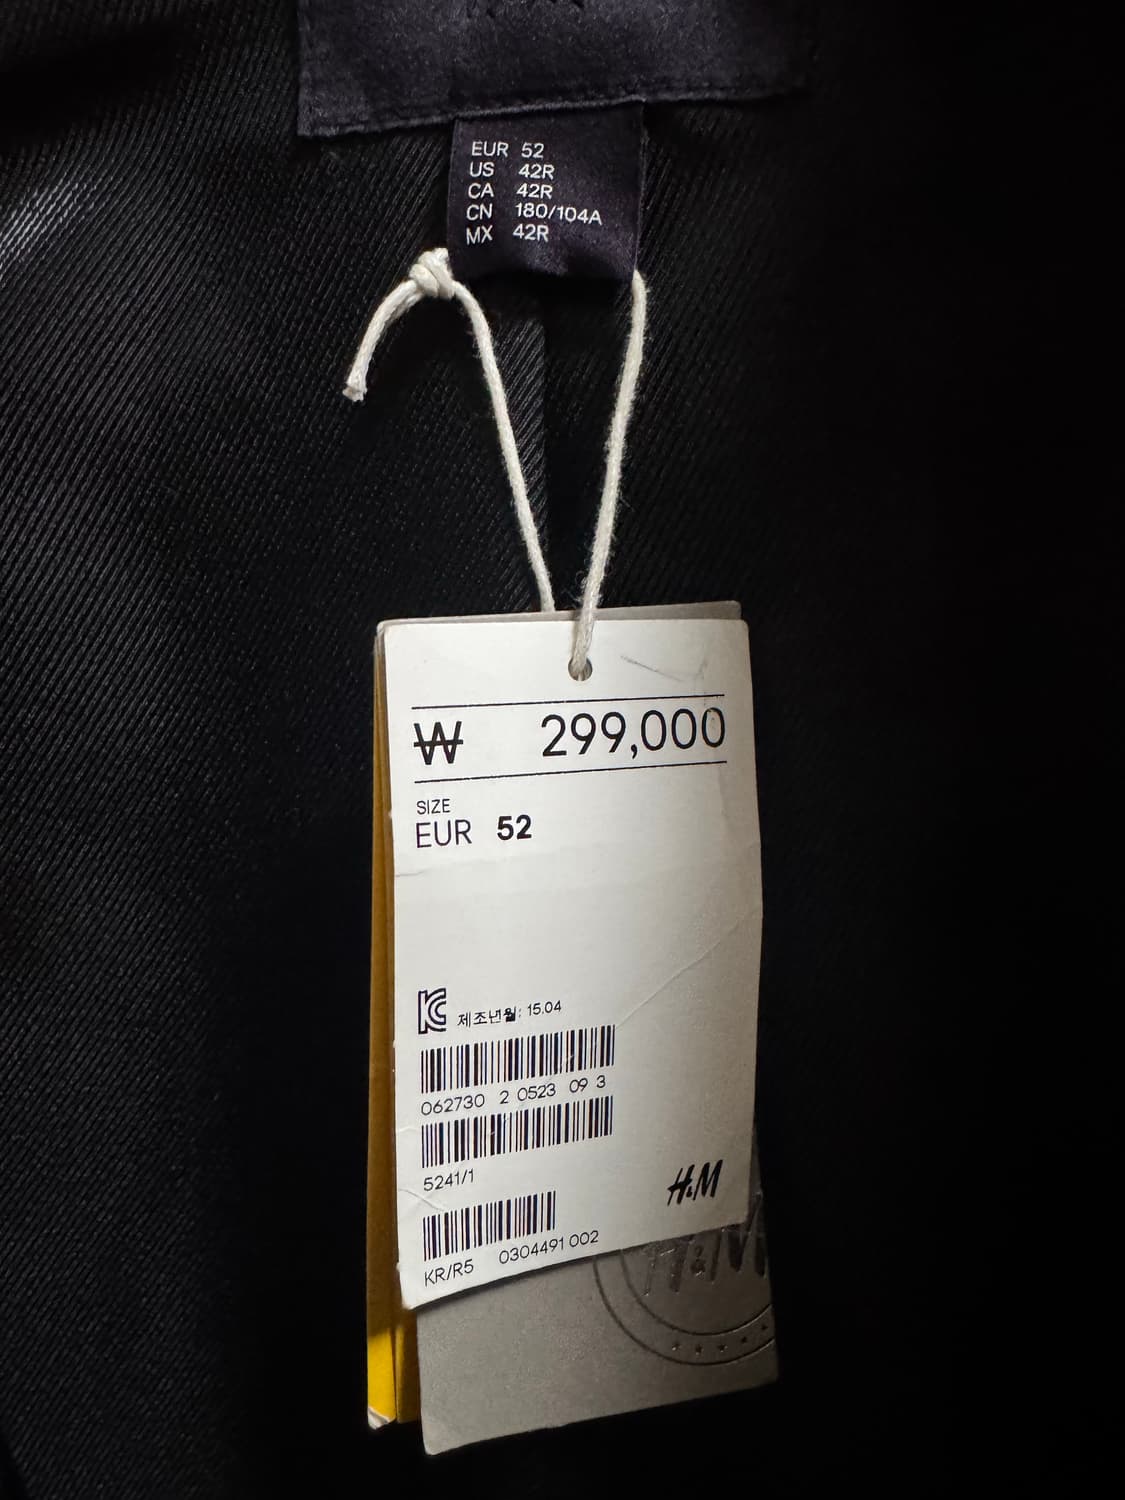 EUR 52
US 42R
CA 42R
CN 180/104A
MX 42R
₩ 299,000
SIZE
EUR 52
KC 제조년월: 15.04
062730 2 0523 09 3
5241/1
H&M
KR/R5 0304491 002
H&M